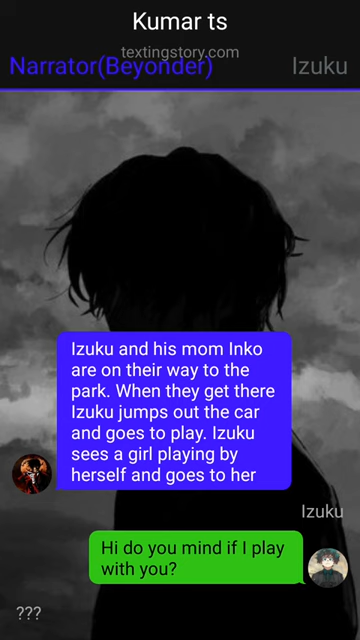 Kumar ts
textingstory.com
Narrator(Beyonder)
Izuku
Izuku and his mom Inko
are on their way to the
park. When they get there
Izuku jumps out the car
and goes to play. Izuku
sees a girl playing by
herself and goes to her
Izuku
Hi do you mind if I play
with you?
???